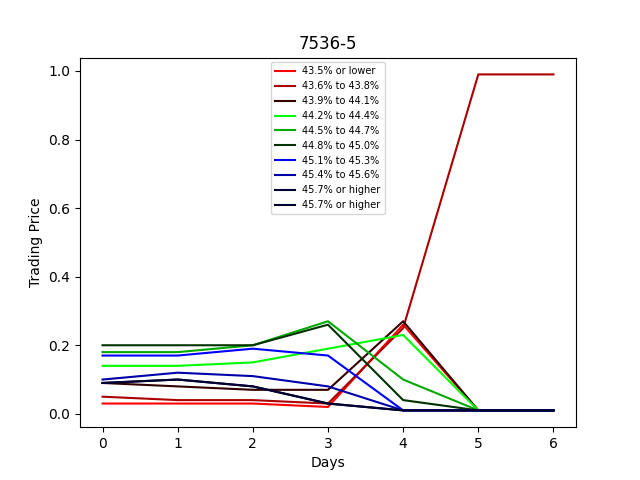 7536-5
43.5% or lower
43.6% to 43.8%
43.9% to 44.1%
44.2% to 44.4%
44.5% to 44.7%
44.8% to 45.0%
45.1% to 45.3%
45.4% to 45.6%
45.7% or higher
45.7% or higher
1.0
0.8
0.6
0.4
0.2
0.0
Trading Price
0 1 2 3 4 5 6
Days